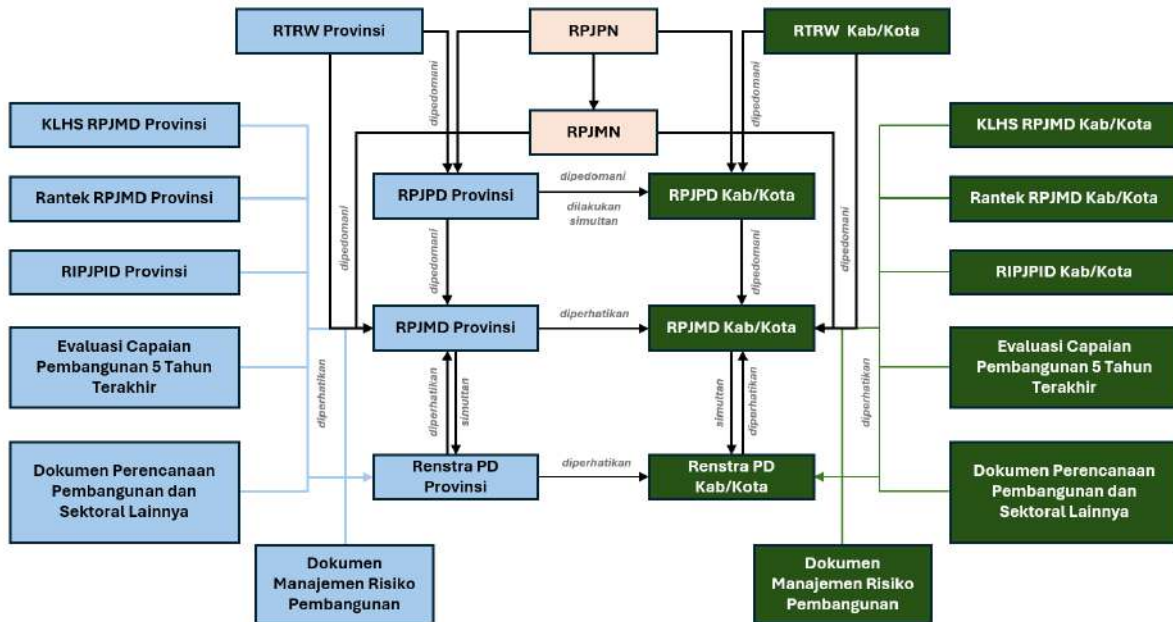 RTRW Provinsi
RPJPN
RTRW Kab/Kota
dipedomani
dipedomani
KLHS RPJMD Provinsi
RPJMN
KLHS RPJMD Kab/Kota
RPJPD Provinsi
dipedomani
RPJPD Kab/Kota
Rantek RPJMD Provinsi
Rantek RPJMD Kab/Kota
dilakukan
simultan
dipedomani
dipedomani
dipedomani
dipedomani
RIPJPID Provinsi
RIPJPID Kab/Kota
RPJMD Provinsi
diperhatikan
RPJMD Kab/Kota
Evaluasi Capaian
Pembangunan 5 Tahun
Terakhir
Evaluasi Capaian
Pembangunan 5 Tahun
Terakhir
diperhatikan
diperhatikan
simultan
simultan
diperhatikan
diperhatikan
Dokumen Perencanaan
Pembangunan dan
Sektoral Lainnya
Renstra PD
Provinsi
diperhatikan
Renstra PD
Kab/Kota
Dokumen Perencanaan
Pembangunan dan
Sektoral Lainnya
Dokumen
Manajemen Risiko
Pembangunan
Dokumen
Manajemen Risiko
Pembangunan